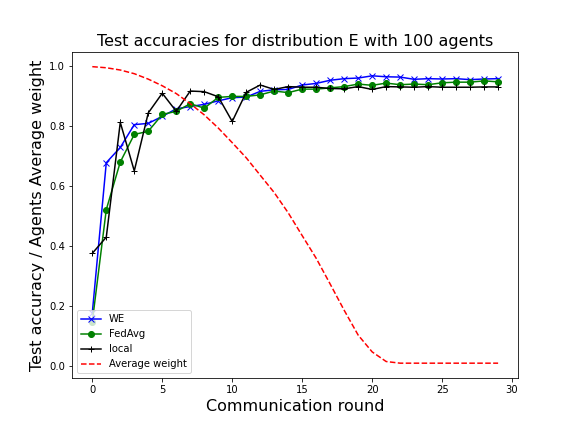 Test accuracies for distribution E with 100 agents
Test accuracy / Agents Average weight
1.0
0.8
0.6
0.4
0.2
0.0
WE
FedAvg
local
Average weight
0 5 10 15 20 25 30
Communication round